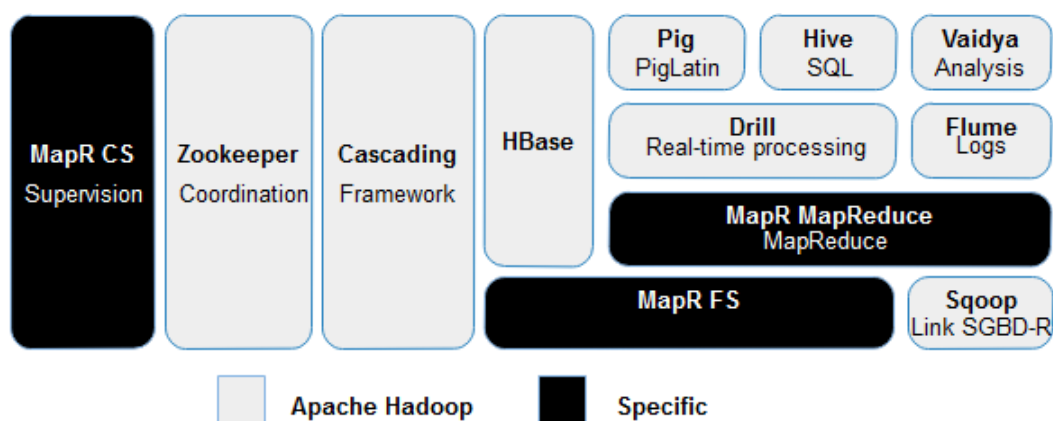 MapR CS
Supervision
Zookeeper
Coordination
Cascading
Framework
HBase
Pig
PigLatin
Hive
SQL
Vaidya
Analysis
Drill
Real-time processing
Flume
Logs
MapR MapReduce
MapReduce
MapR FS
Sqoop
Link SGBD-R
Apache Hadoop
Specific